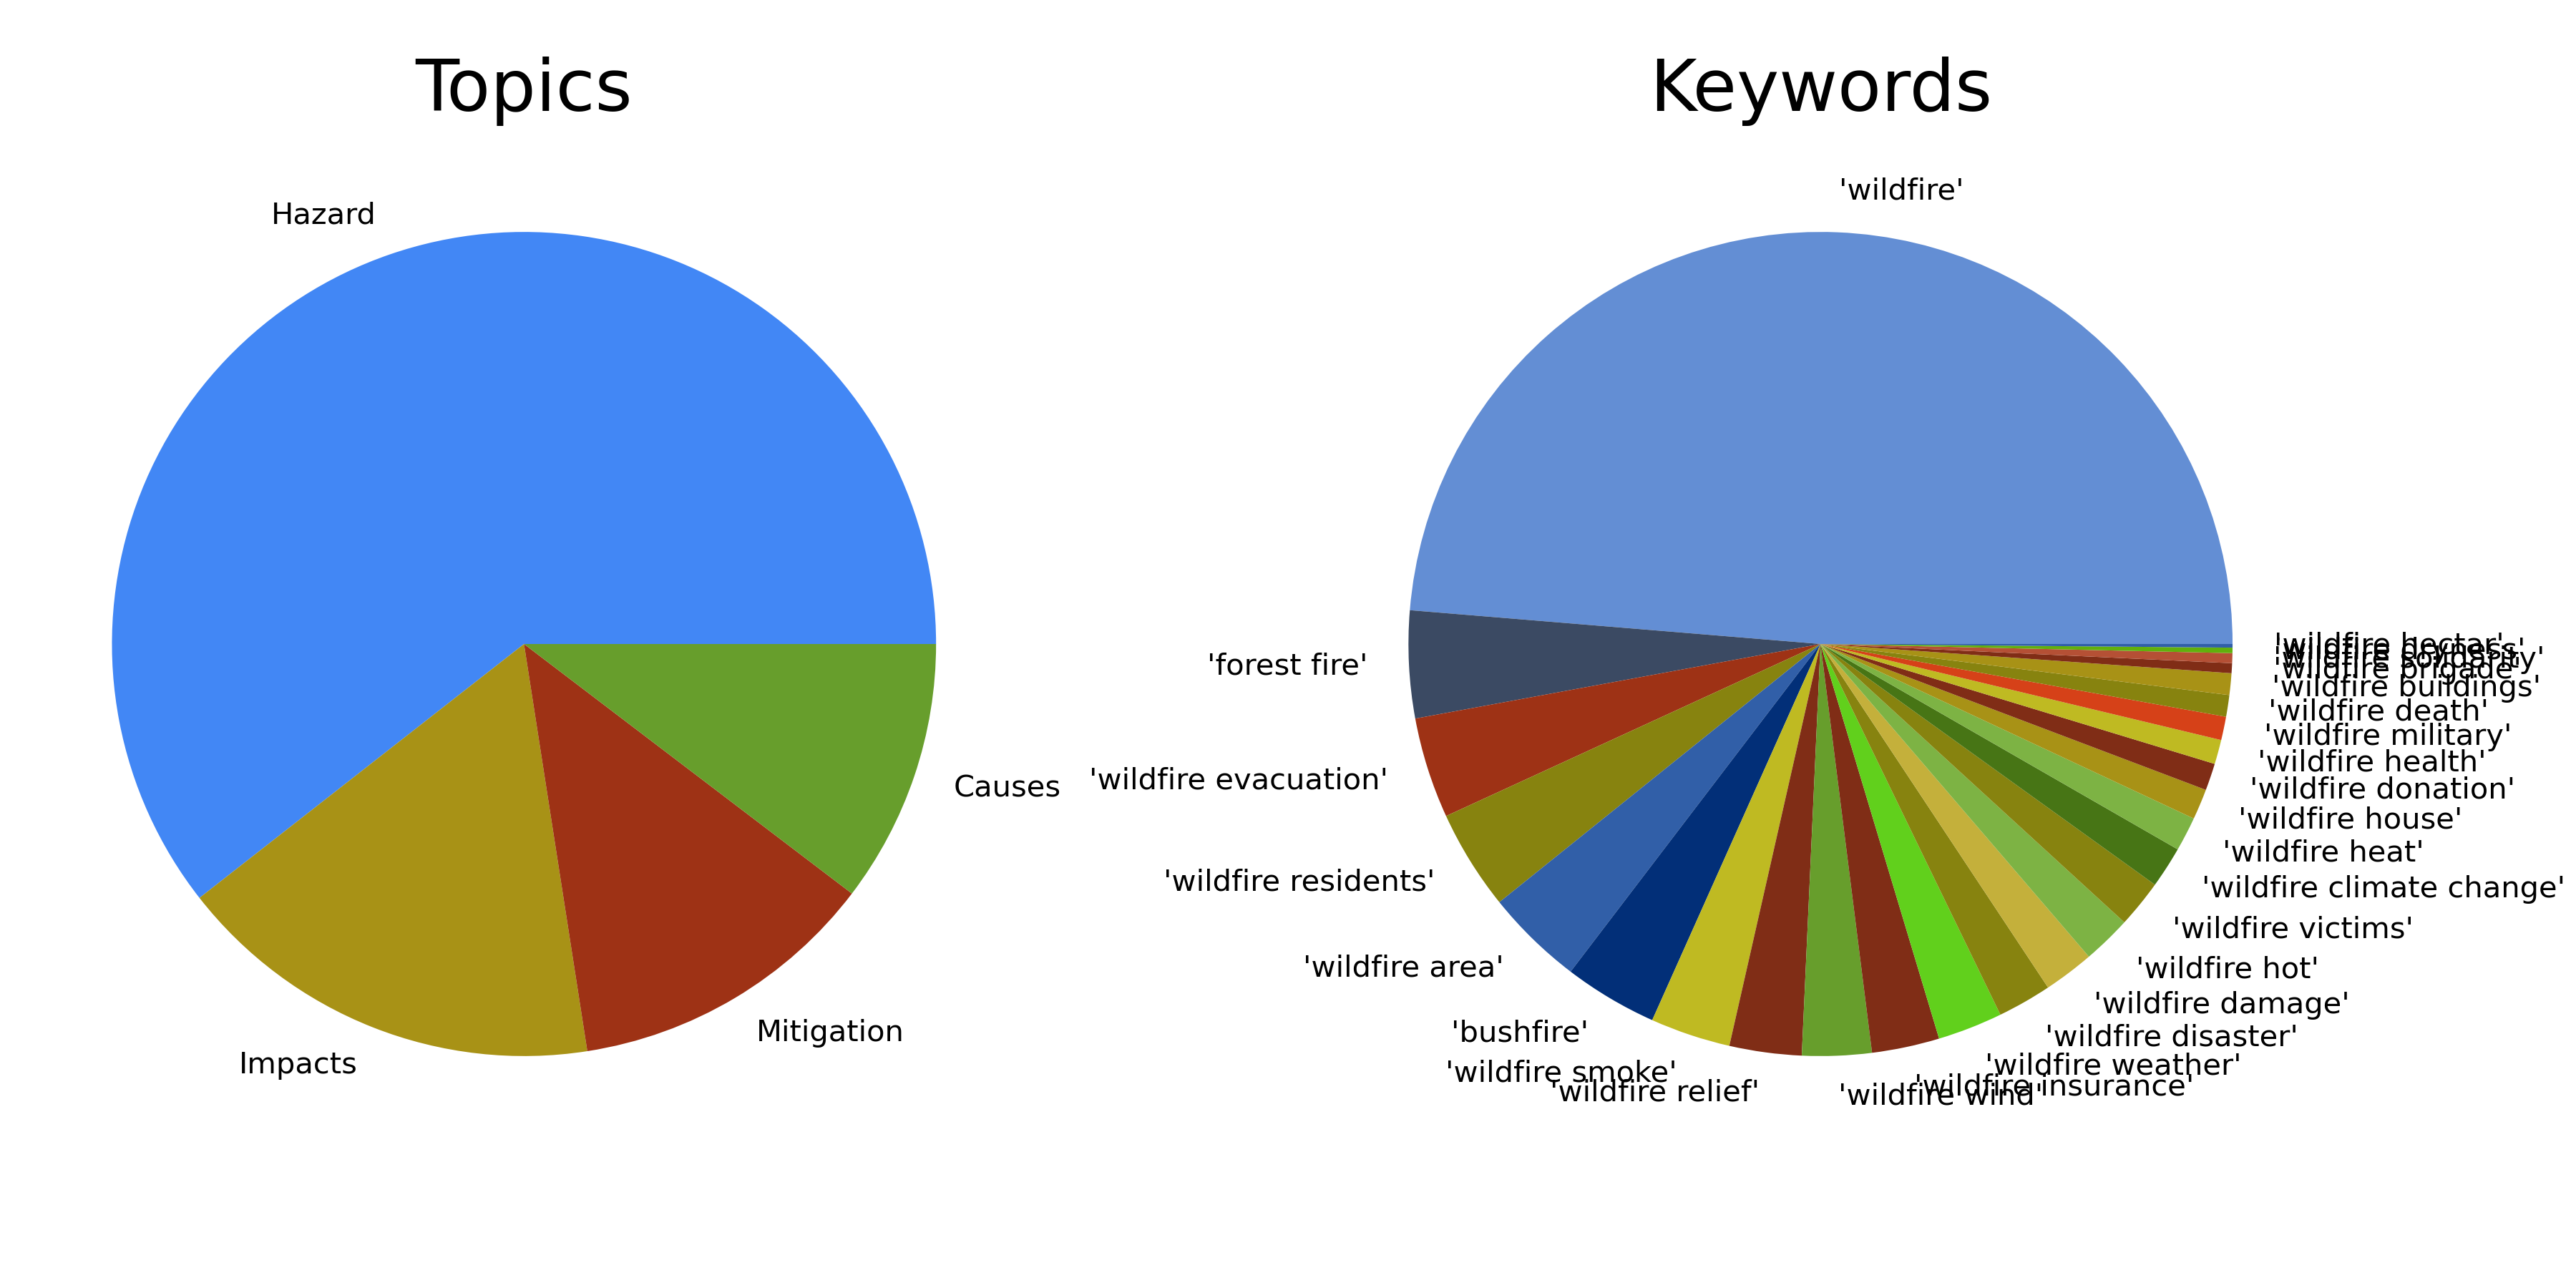 Topics
Keywords
Hazard
Impacts
Mitigation
Causes
'wildfire'
'forest fire'
'wildfire evacuation'
'wildfire residents'
'wildfire area'
'bushfire'
'wildfire smoke'
'wildfire relief'
'wildfire wind'
'wildfire insurance'
'wildfire weather'
'wildfire disaster'
'wildfire damage'
'wildfire hot'
'wildfire victims'
'wildfire climate change'
'wildfire heat'
'wildfire house'
'wildfire donation'
'wildfire health'
'wildfire military'
'wildfire death'
'wildfire buildings'
'wildfire brigade'
'wildfire solidarity'
'wildfire dryness'
'wildfire hectar'